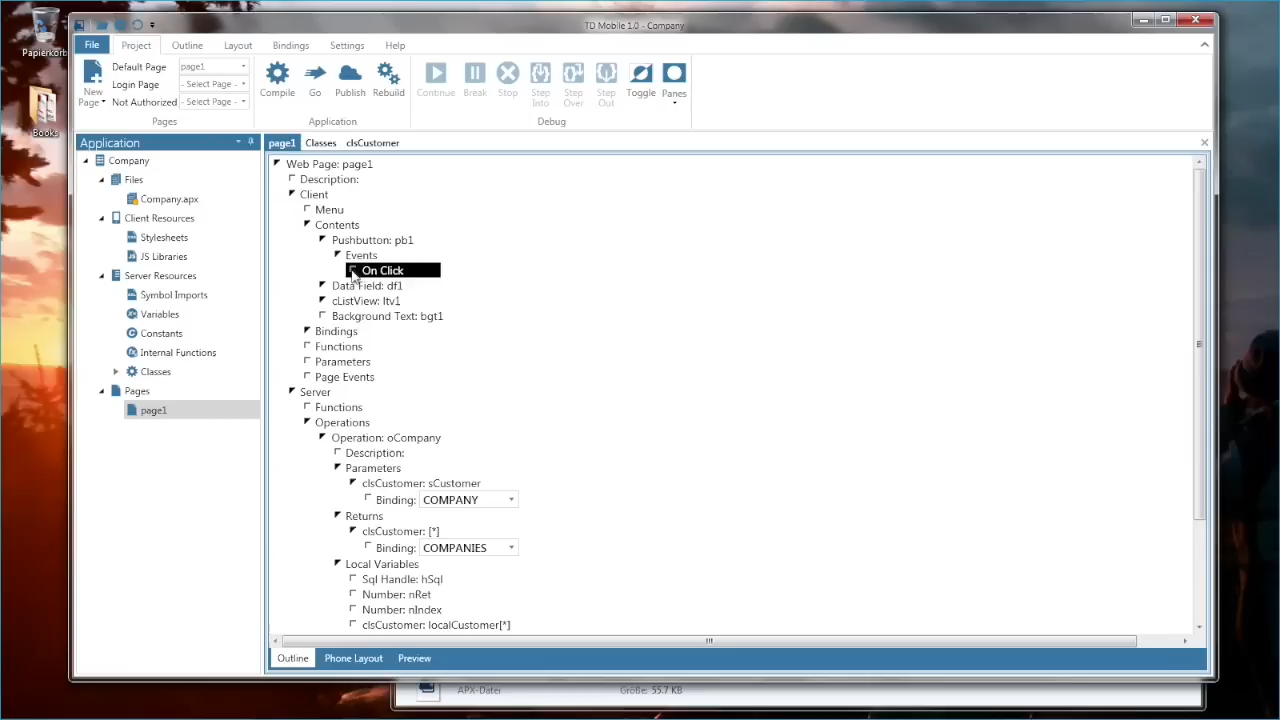 Papierkorb
Books
TD Mobile 1.0 - Company
File
Project
Outline
Layout
Bindings
Settings
Help
New Page
Default Page
page1
Login Page
- Select Page -
Not Authorized
- Select Page -
Pages
Compile
Go
Publish
Rebuild
Application
Continue
Break
Stop
Step Into
Step Over
Step Out
Toggle
Panes
Debug
Application
Company
Files
Company.apx
Client Resources
Stylesheets
JS Libraries
Server Resources
Symbol Imports
Variables
Constants
Internal Functions
Classes
Pages
page1
page1
Classes
clsCustomer
Web Page: page1
Description:
Client
Menu
Contents
Pushbutton: pb1
Events
On Click
Data Field: df1
cListView: ltv1
Background Text: bgt1
Bindings
Functions
Parameters
Page Events
Server
Functions
Operations
Operation: oCompany
Description:
Parameters
clsCustomer: sCustomer
Binding: COMPANY
Returns
clsCustomer: [*]
Binding: COMPANIES
Local Variables
Sql Handle: hSql
Number: nRet
Number: nIndex
clsCustomer: localCustomer[*]
Outline
Phone Layout
Preview
APX-Datei
Größe: 55.7 KB